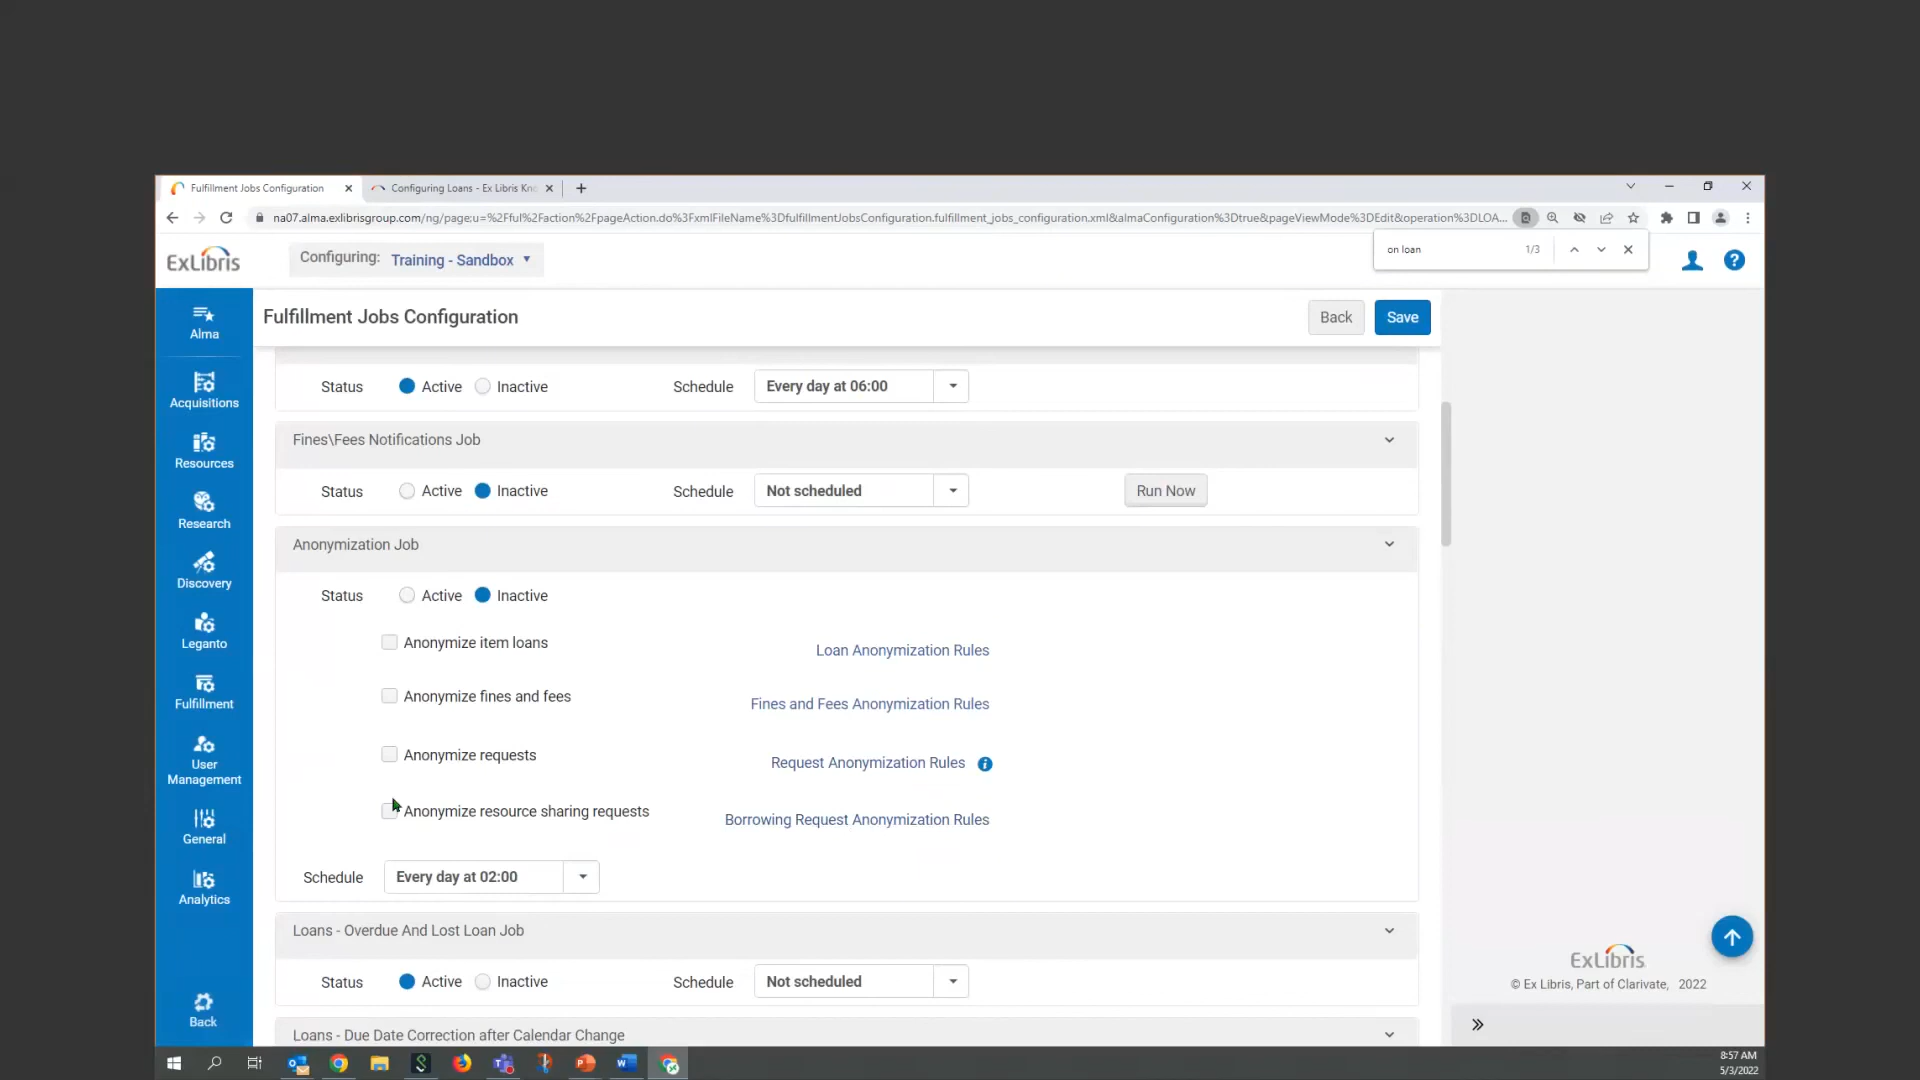 Fulfillment Jobs Configuration
Configuring Loans - Ex Libris Kno
na07.alma.exlibrisgroup.com/ng/page;u=%2Fful%2Faction%2FpageAction.do%3FxmlFileName%3DfulfillmentJobsConfiguration.fulfillment_jobs_configuration.xml&almaConfiguration%3Dtrue&pageViewMode%3DEdit&operation%3DLOA...
on loan 1/3
ExLibris
Configuring: Training - Sandbox
Alma
Acquisitions
Resources
Research
Discovery
Leganto
Fulfillment
User
Management
General
Analytics
Back
Fulfillment Jobs Configuration
Back Save
Status Active Inactive Schedule Every day at 06:00
Fines\Fees Notifications Job
Status Active Inactive Schedule Not scheduled Run Now
Anonymization Job
Status Active Inactive
Anonymize item loans Loan Anonymization Rules
Anonymize fines and fees Fines and Fees Anonymization Rules
Anonymize requests Request Anonymization Rules
Anonymize resource sharing requests Borrowing Request Anonymization Rules
Schedule Every day at 02:00
Loans - Overdue And Lost Loan Job
Status Active Inactive Schedule Not scheduled
Loans - Due Date Correction after Calendar Change
ExLibris
© Ex Libris, Part of Clarivate, 2022
8:57 AM
5/3/2022